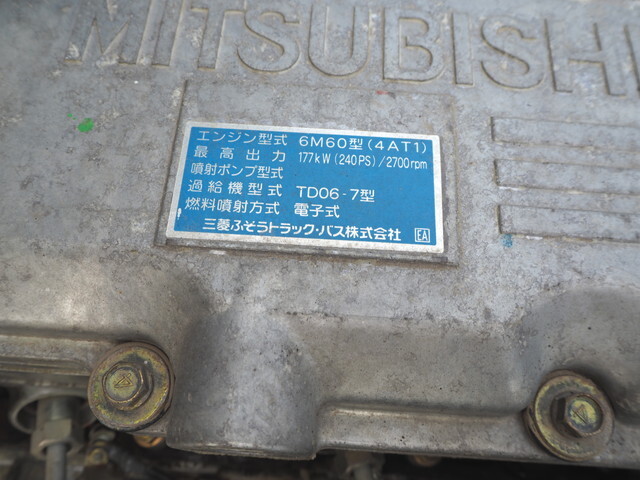 MITSUBISHI
エンジン型式 6M60型(4AT1)
最高出力 177kW(240PS)/2700rpm
噴射ポンプ型式
過給機型式 TD06-7型
燃料噴射方式 電子式
三菱ふそうトラック・バス株式会社 EA